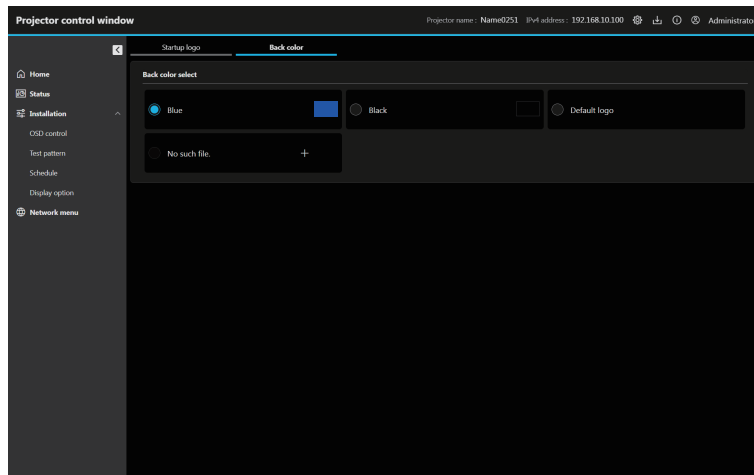 Projector control window
Projector name : Name0251 IPv4 address : 192.168.10.100 Administrato
Startup logo Back color
Home
Status
Installation
OSD control
Test pattern
Schedule
Display option
Network menu
Back color select
Blue Black Default logo
No such file. +